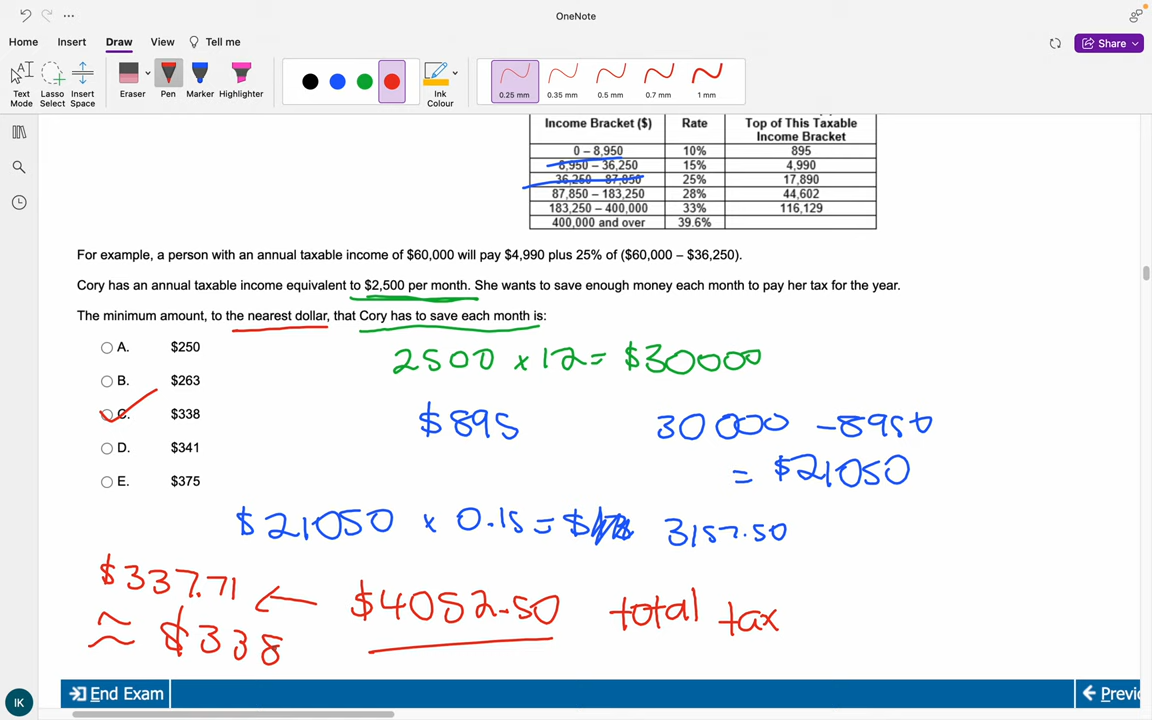 OneNote
Home Insert Draw View Tell me
Share
Text Mode
Lasso Select
Insert Space
Eraser
Pen
Marker
Highlighter
Ink Colour
0.25 mm 0.35 mm 0.5 mm 0.7 mm 1 mm
Income Bracket ($) Rate Top of This Taxable Income Bracket
0 – 8,950 10% 895
8,950 – 36,250 15% 4,990
36,250 – 87,850 25% 17,890
87,850 – 183,250 28% 44,602
183,250 – 400,000 33% 116,129
400,000 and over 39.6%
For example, a person with an annual taxable income of $60,000 will pay $4,990 plus 25% of ($60,000 – $36,250).
Cory has an annual taxable income equivalent to $2,500 per month. She wants to save enough money each month to pay her tax for the year.
The minimum amount, to the nearest dollar, that Cory has to save each month is:
A. $250
2500 × 12 = $30000
B. $263
C. $338
$895
30000 - 8950
D. $341
= $21050
E. $375
$21050 × 0.15 = $ 3157.50
$337.71 ← $4052.50 total tax
≈ $338
IK
End Exam
Previo